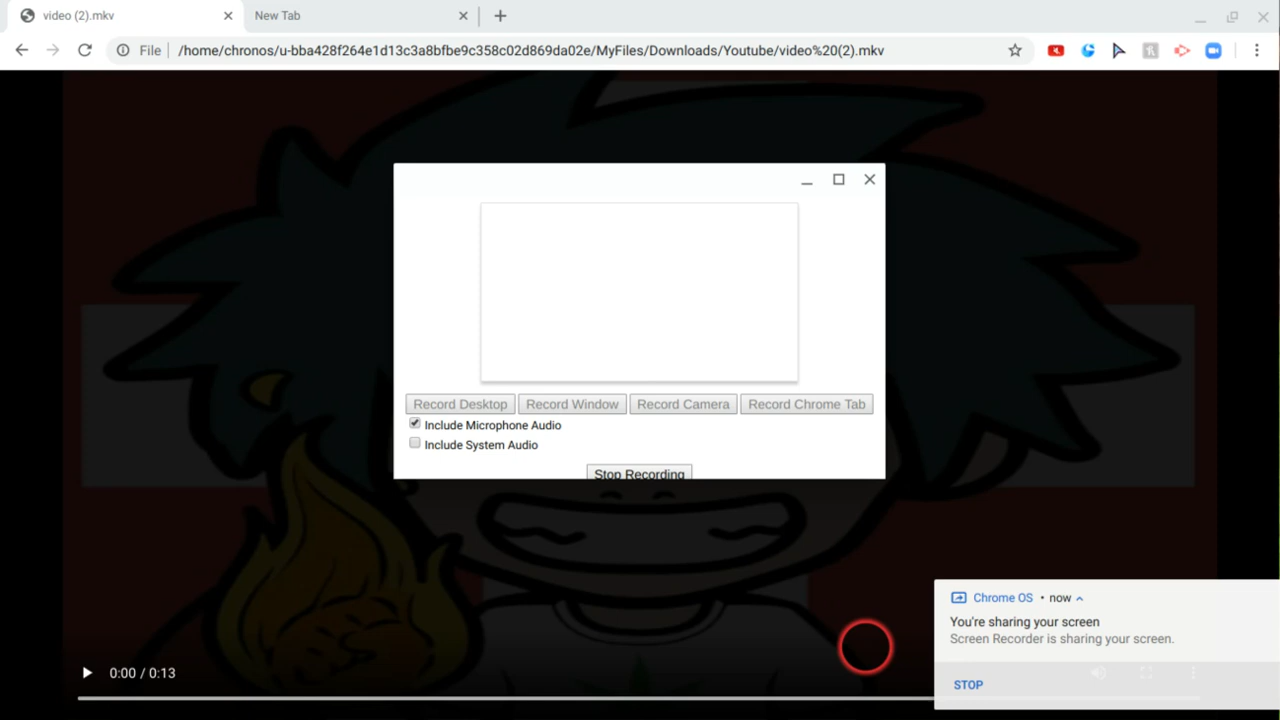 video (2).mkv
New Tab
File
/home/chronos/u-bba428f264e1d13c3a8bfbe9c358c02d869da02e/MyFiles/Downloads/Youtube/video%20(2).mkv
Record Desktop
Record Window
Record Camera
Record Chrome Tab
Include Microphone Audio
Include System Audio
Stop Recording
Chrome OS • now
You're sharing your screen
Screen Recorder is sharing your screen.
STOP
0:00 / 0:13